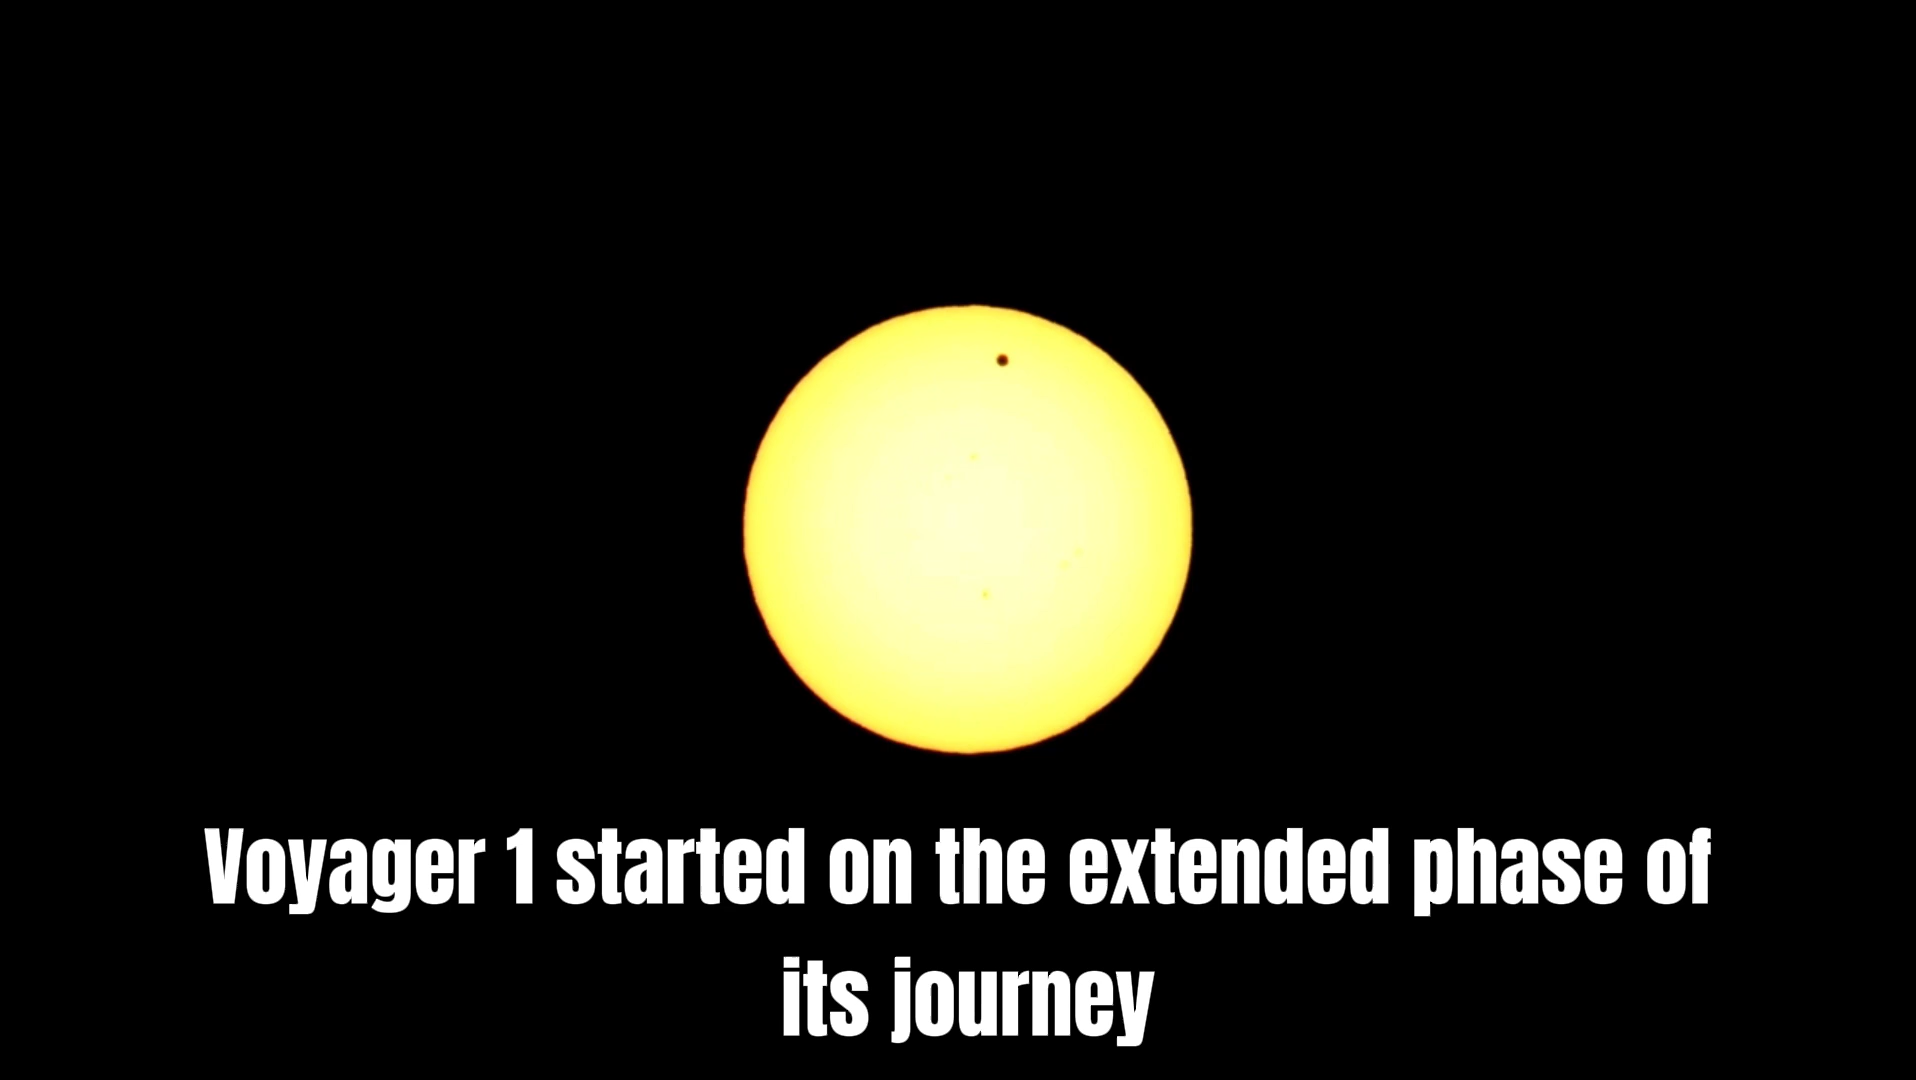 Voyager 1 started on the extended phase of
its journey